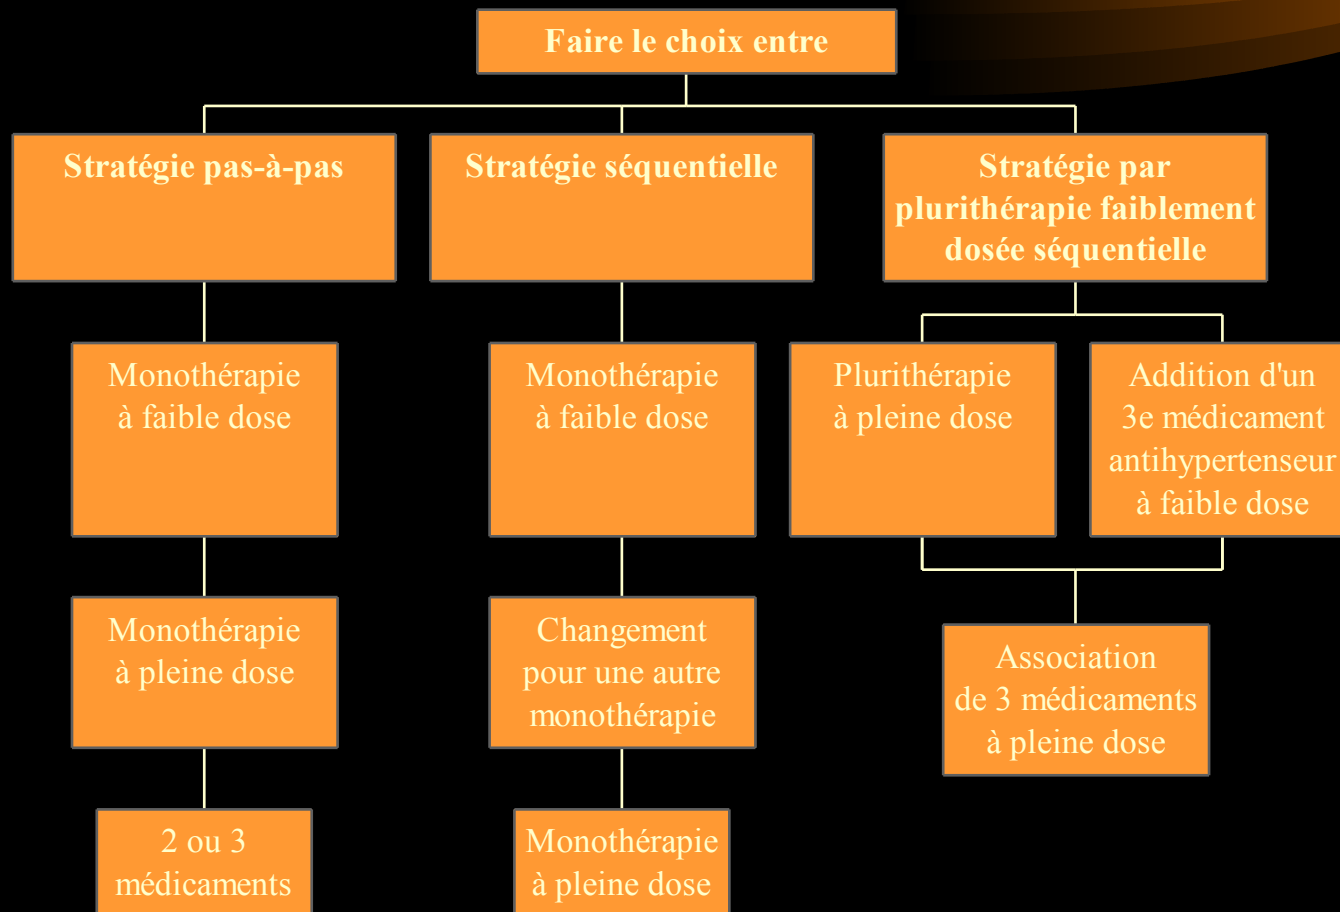 Faire le choix entre
Stratégie pas-à-pas
Stratégie séquentielle
Stratégie par
plurithérapie faiblement
dosée séquentielle
Monothérapie
à faible dose
Monothérapie
à faible dose
Plurithérapie
à pleine dose
Addition d'un
3e médicament
antihypertenseur
à faible dose
Monothérapie
à pleine dose
Changement
pour une autre
monothérapie
Association
de 3 médicaments
à pleine dose
2 ou 3
médicaments
Monothérapie
à pleine dose